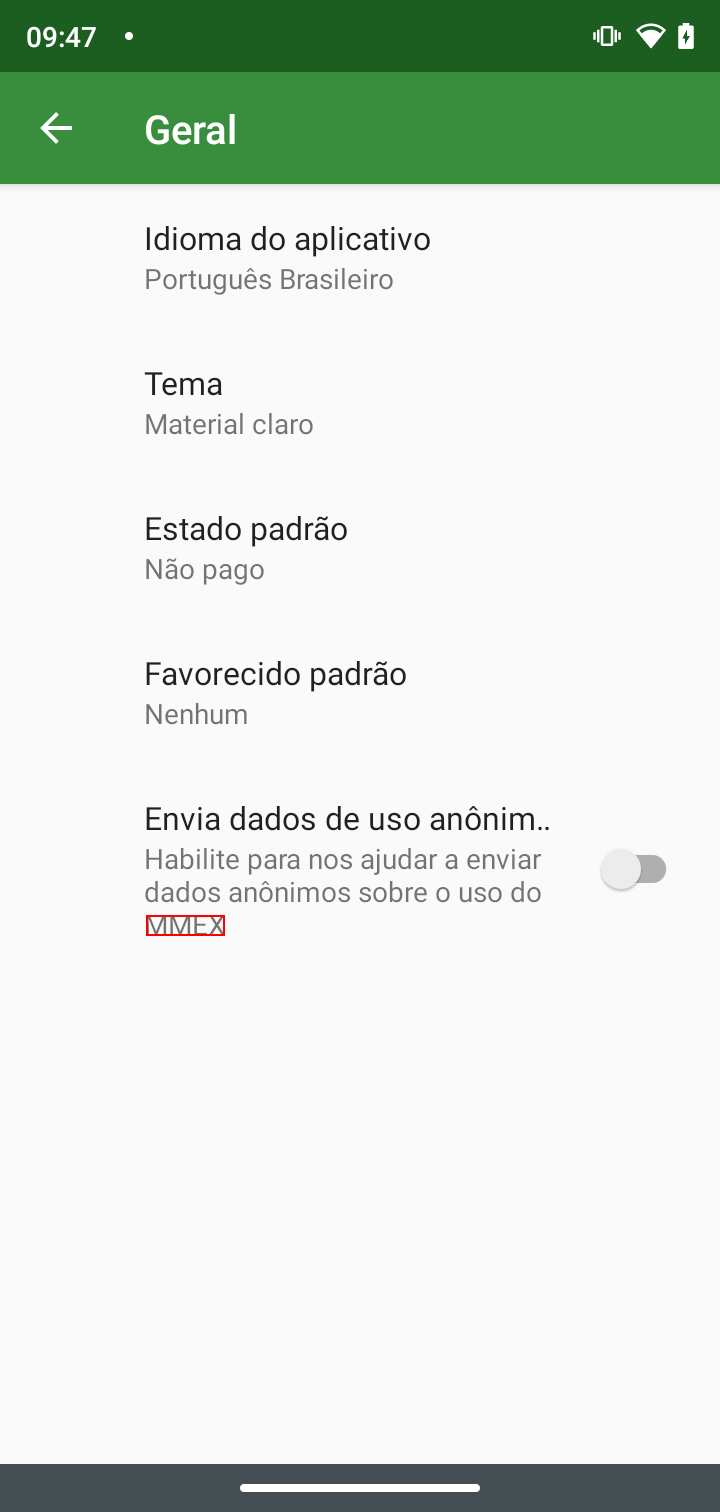 09:47
Geral
Idioma do aplicativo
Português Brasileiro
Tema
Material claro
Estado padrão
Não pago
Favorecido padrão
Nenhum
Envia dados de uso anônim..
Habilite para nos ajudar a enviar
dados anônimos sobre o uso do
MMEX